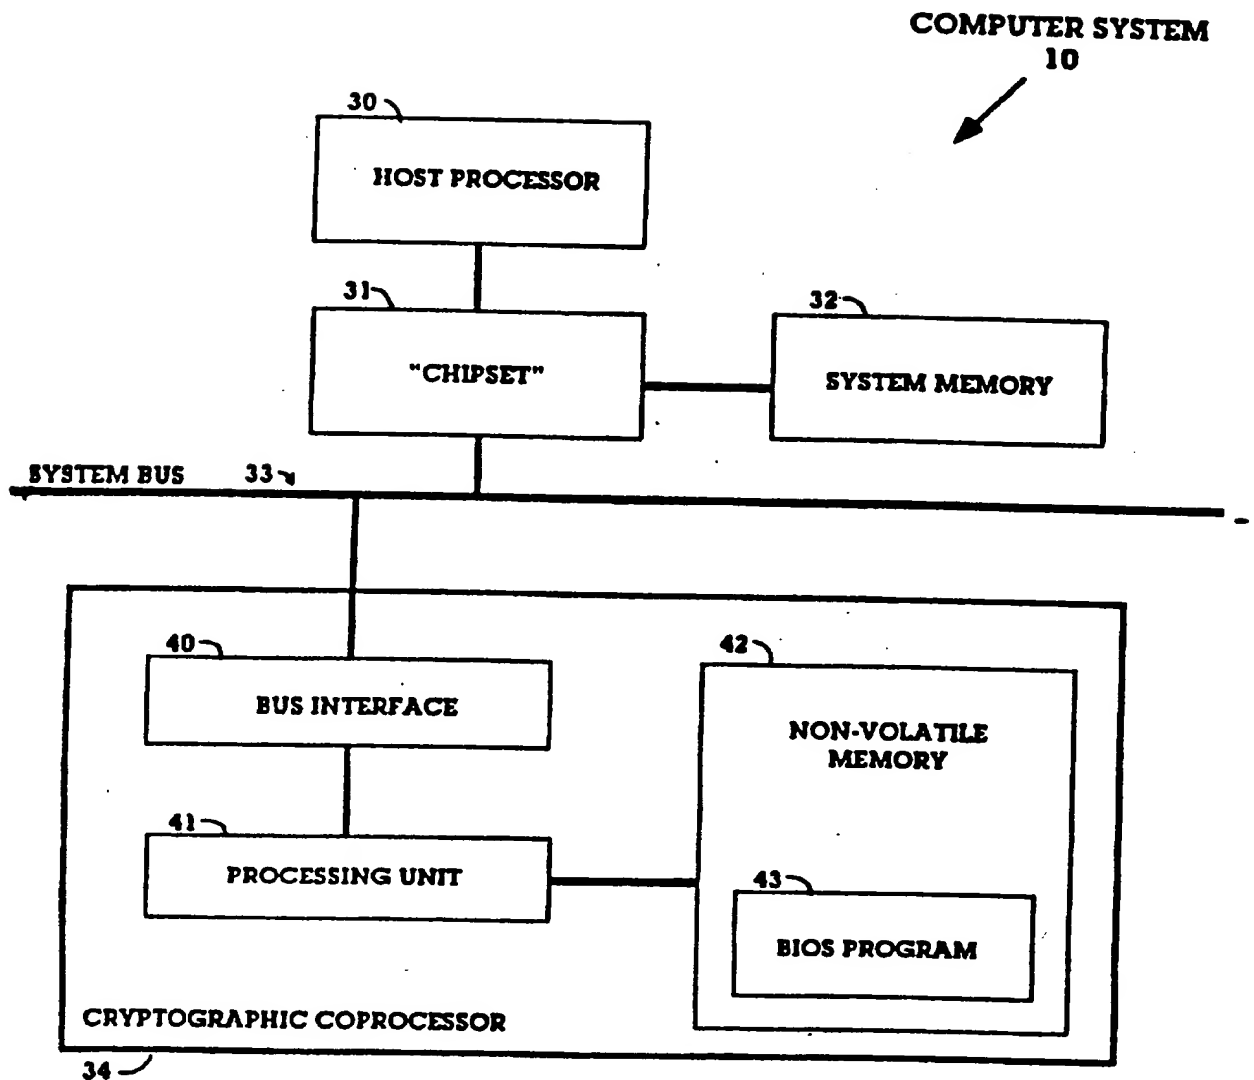 COMPUTER SYSTEM
10
30
HOST PROCESSOR
31
"CHIPSET"
32
SYSTEM MEMORY
SYSTEM BUS 33
40
BUS INTERFACE
41
PROCESSING UNIT
42
NON-VOLATILE
MEMORY
43
BIOS PROGRAM
CRYPTOGRAPHIC COPROCESSOR
34